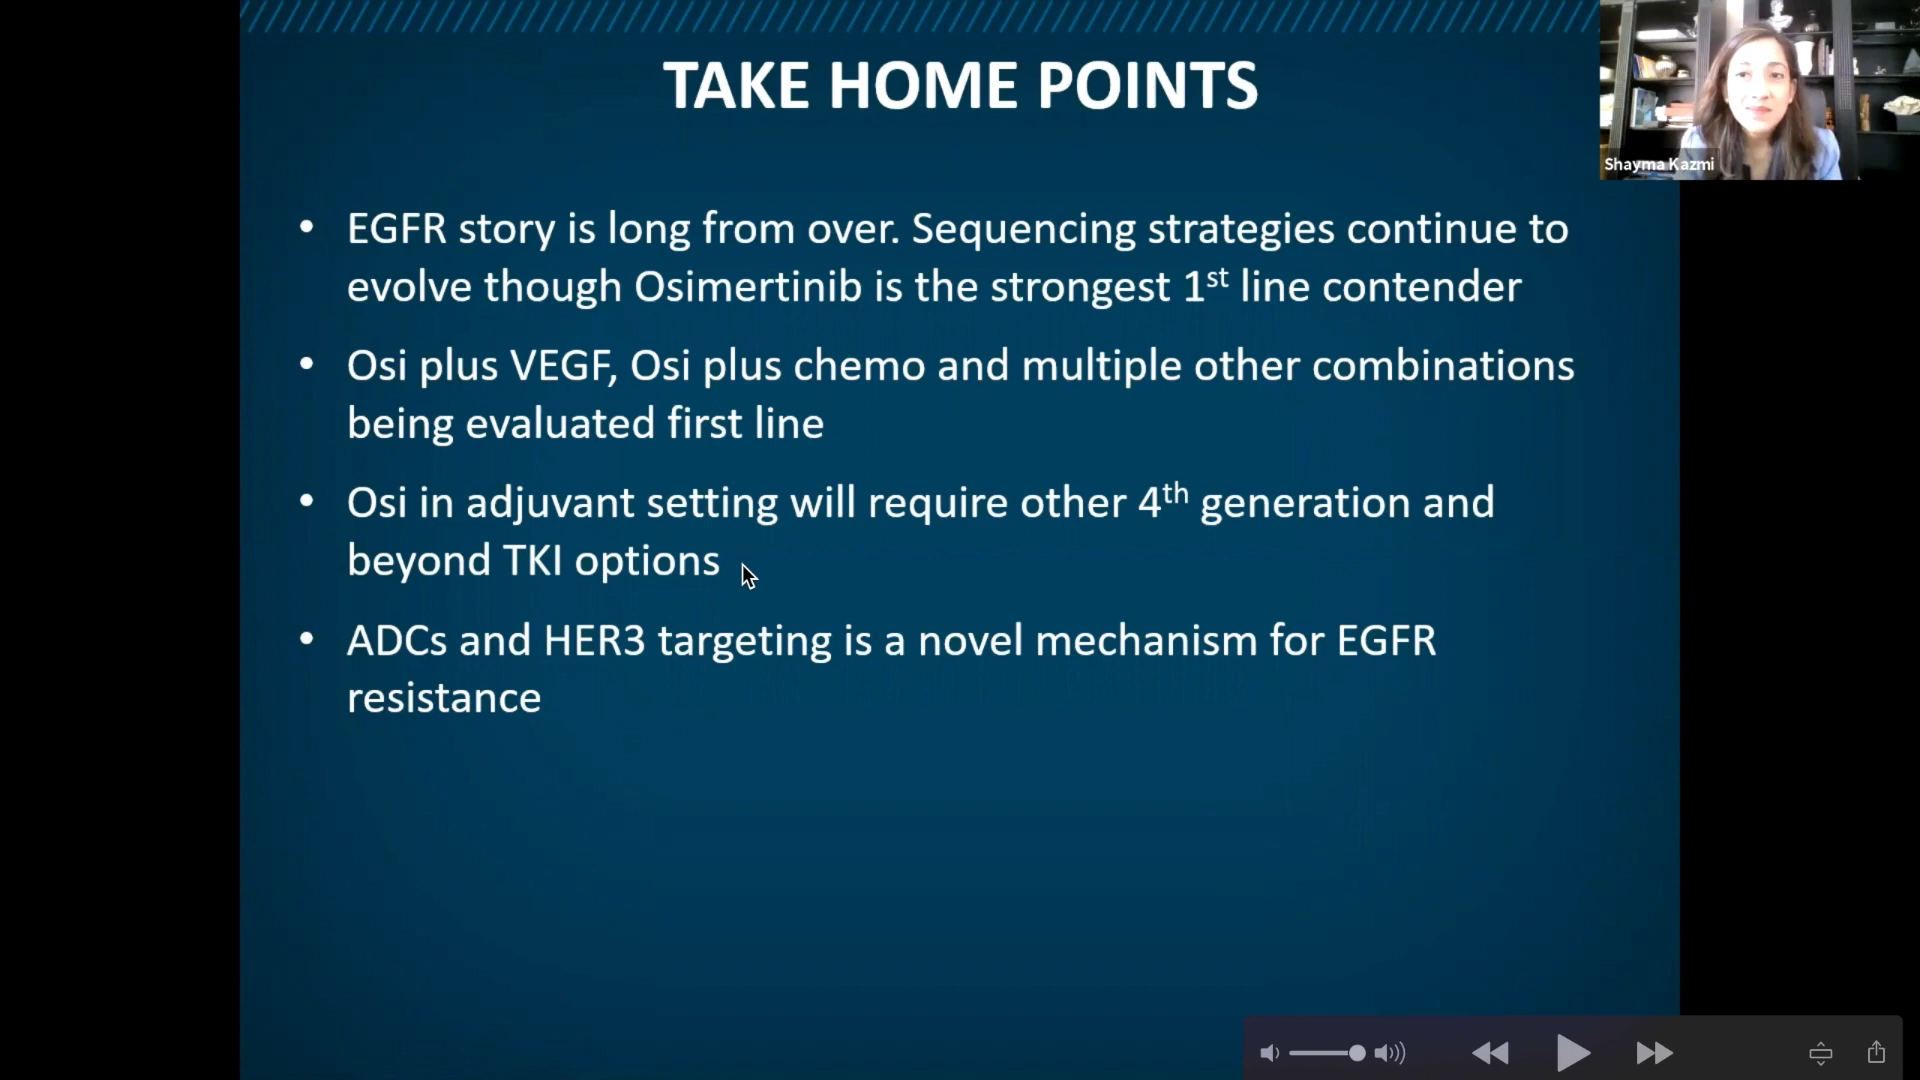 TAKE HOME POINTS
Shayma Kazmi
• EGFR story is long from over. Sequencing strategies continue to
evolve though Osimertinib is the strongest 1st line contender
• Osi plus VEGF, Osi plus chemo and multiple other combinations
being evaluated first line
• Osi in adjuvant setting will require other 4th generation and
beyond TKI options
• ADCs and HER3 targeting is a novel mechanism for EGFR
resistance